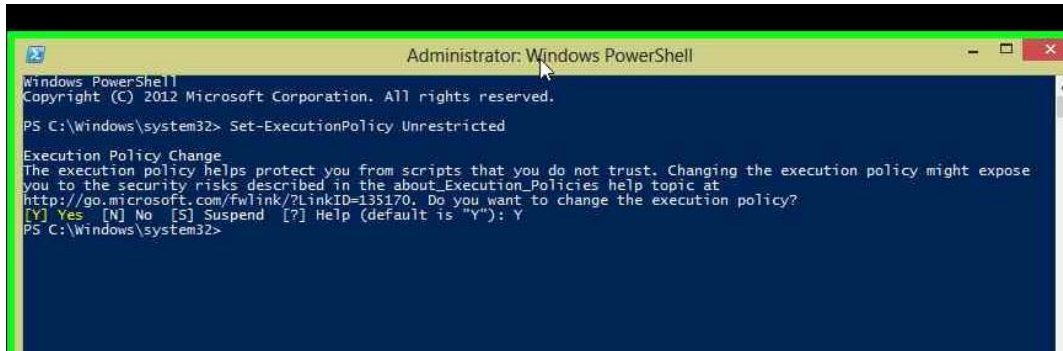 Administrator: Windows PowerShell
Windows PowerShell
Copyright (C) 2012 Microsoft Corporation. All rights reserved.
PS C:\Windows\system32> Set-ExecutionPolicy Unrestricted
Execution Policy Change
The execution policy helps protect you from scripts that you do not trust. Changing the execution policy might expose
you to the security risks described in the about_Execution_Policies help topic at
http://go.microsoft.com/fwlink/?LinkID=135170. Do you want to change the execution policy?
[Y] Yes  [N] No  [S] Suspend  [?] Help (default is "Y"): Y
PS C:\Windows\system32>